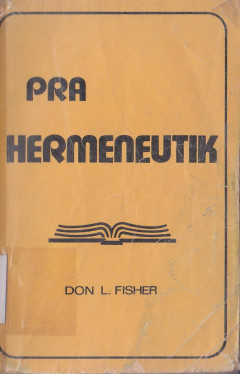 PRA
HERMENEUTIK
DON L. FISHER